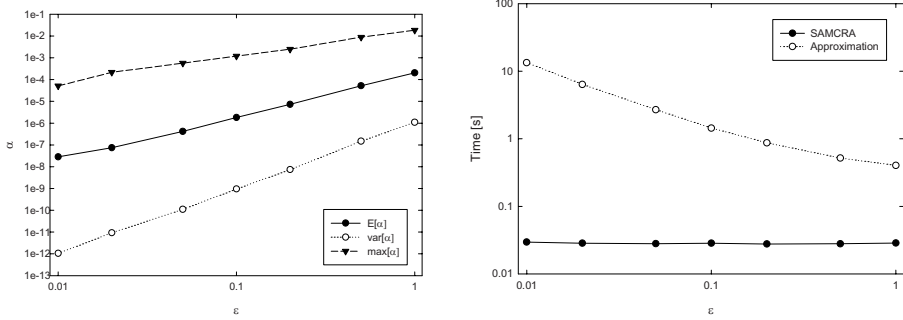 1e-1
1e-2
1e-3
1e-4
1e-5
1e-6
1e-7
1e-8
1e-9
1e-10
1e-11
1e-12
1e-13
α
0.01
0.1
1
ε
E[α]
var[α]
max[α]
100
10
1
0.1
0.01
Time [s]
0.01
0.1
1
ε
SAMCRA
Approximation